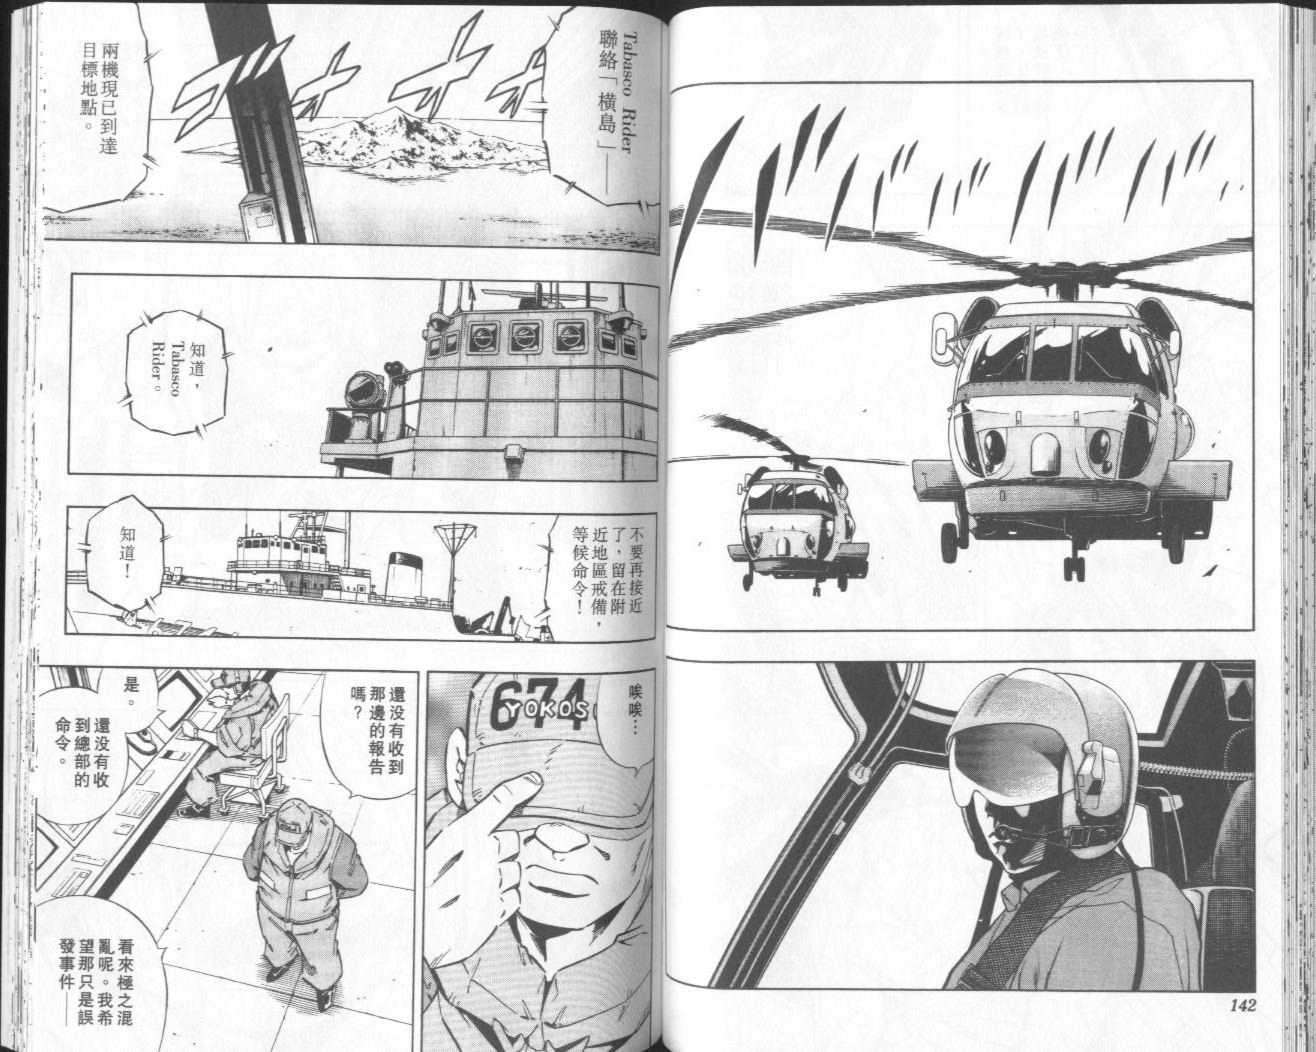 142
Tabasco Rider
聯絡「橫島」——
兩機現已到達
目標地點。
知道，
Tabasco
Rider。
不要再接近
了，留在附
近地區戒備，
等候命令！
知道！
唉唉…
674
YOKOS
還没有收到
那邊的報告
嗎？
是。
還没有收
到總部的
命令。
看來極之混
亂呢。我希
望那只是誤
發事件——